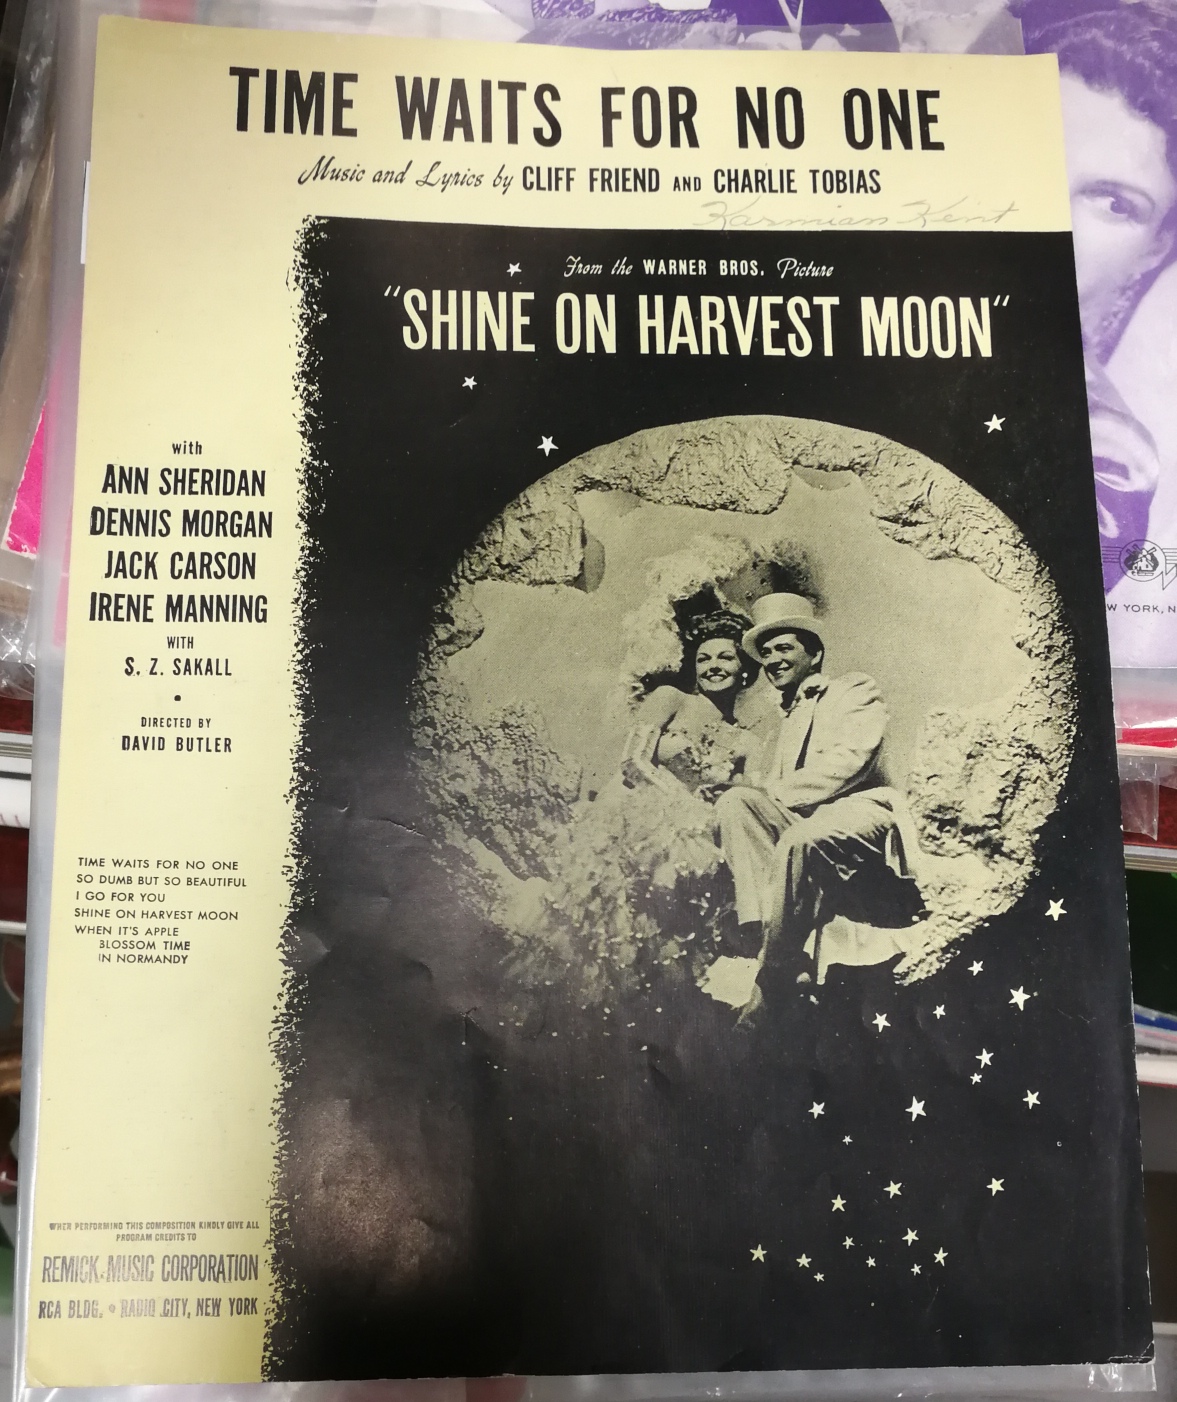 TIME WAITS FOR NO ONE
Music and Lyrics by CLIFF FRIEND AND CHARLIE TOBIAS
Karmian Kent
From the WARNER BROS. Picture
"SHINE ON HARVEST MOON"
with
ANN SHERIDAN
DENNIS MORGAN
JACK CARSON
IRENE MANNING
WITH
S. Z. SAKALL
•
DIRECTED BY
DAVID BUTLER
TIME WAITS FOR NO ONE
SO DUMB BUT SO BEAUTIFUL
I GO FOR YOU
SHINE ON HARVEST MOON
WHEN IT'S APPLE
BLOSSOM TIME
IN NORMANDY
WHEN PERFORMING THIS COMPOSITION KINDLY GIVE ALL
PROGRAM CREDITS TO
REMICK MUSIC CORPORATION
RCA BLDG. • RADIO CITY, NEW YORK
W YORK, N